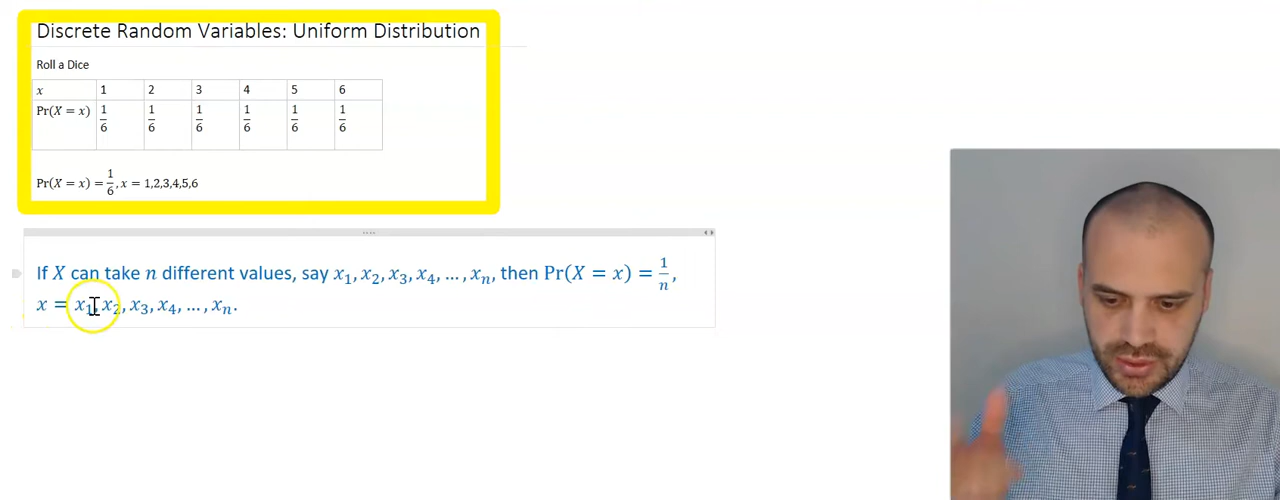 Discrete Random Variables: Uniform Distribution
Roll a Dice
x 1 2 3 4 5 6
Pr(X = x) 1/6 1/6 1/6 1/6 1/6 1/6
Pr(X = x) = 1/6, x = 1,2,3,4,5,6
If X can take n different values, say x₁, x₂, x₃, x₄, … , xₙ, then Pr(X = x) = 1/n,
x = x₁, x₂, x₃, x₄, … , xₙ.